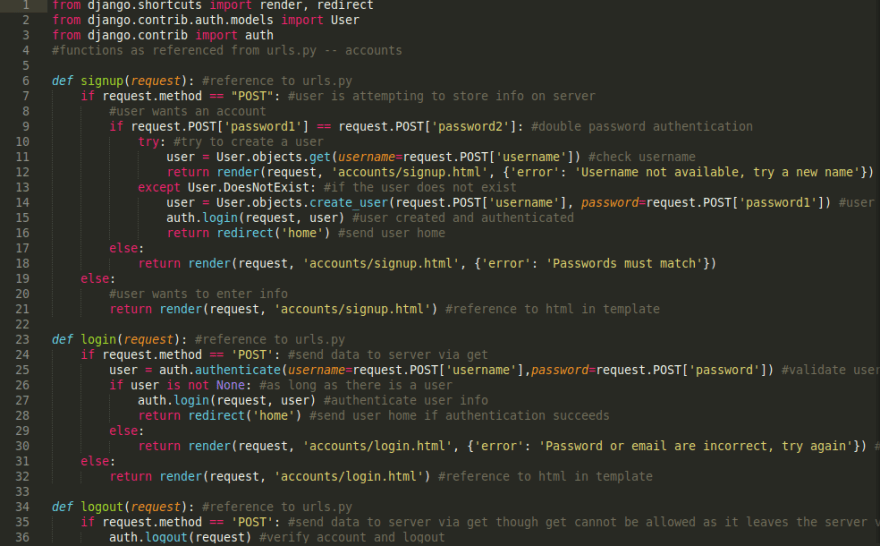 1 from django.shortcuts import render, redirect
2 from django.contrib.auth.models import User
3 from django.contrib import auth
4 #functions as referenced from urls.py -- accounts
5
6 def signup(request): #reference to urls.py
7     if request.method == "POST": #user is attempting to store info on server
8         #user wants an account
9         if request.POST['password1'] == request.POST['password2']: #double password authentication
10             try: #try to create a user
11                 user = User.objects.get(username=request.POST['username']) #check username
12                 return render(request, 'accounts/signup.html', {'error': 'Username not available, try a new name'})
13             except User.DoesNotExist: #if the user does not exist
14                 user = User.objects.create_user(request.POST['username'], password=request.POST['password1']) #user
15                 auth.login(request, user) #user created and authenticated
16                 return redirect('home') #send user home
17         else:
18             return render(request, 'accounts/signup.html', {'error': 'Passwords must match'})
19     else:
20         #user wants to enter info
21         return render(request, 'accounts/signup.html') #reference to html in template
22
23 def login(request): #reference to urls.py
24     if request.method == 'POST': #send data to server via get
25         user = auth.authenticate(username=request.POST['username'],password=request.POST['password']) #validate user
26         if user is not None: #as long as there is a user
27             auth.login(request, user) #authenticate user info
28             return redirect('home') #send user home if authentication succeeds
29         else:
30             return render(request, 'accounts/login.html', {'error': 'Password or email are incorrect, try again'}) #
31     else:
32         return render(request, 'accounts/login.html') #reference to html in template
33
34 def logout(request): #reference to urls.py
35     if request.method == 'POST': #send data to server via get though get cannot be allowed as it leaves the server v
36         auth.logout(request) #verify account and logout